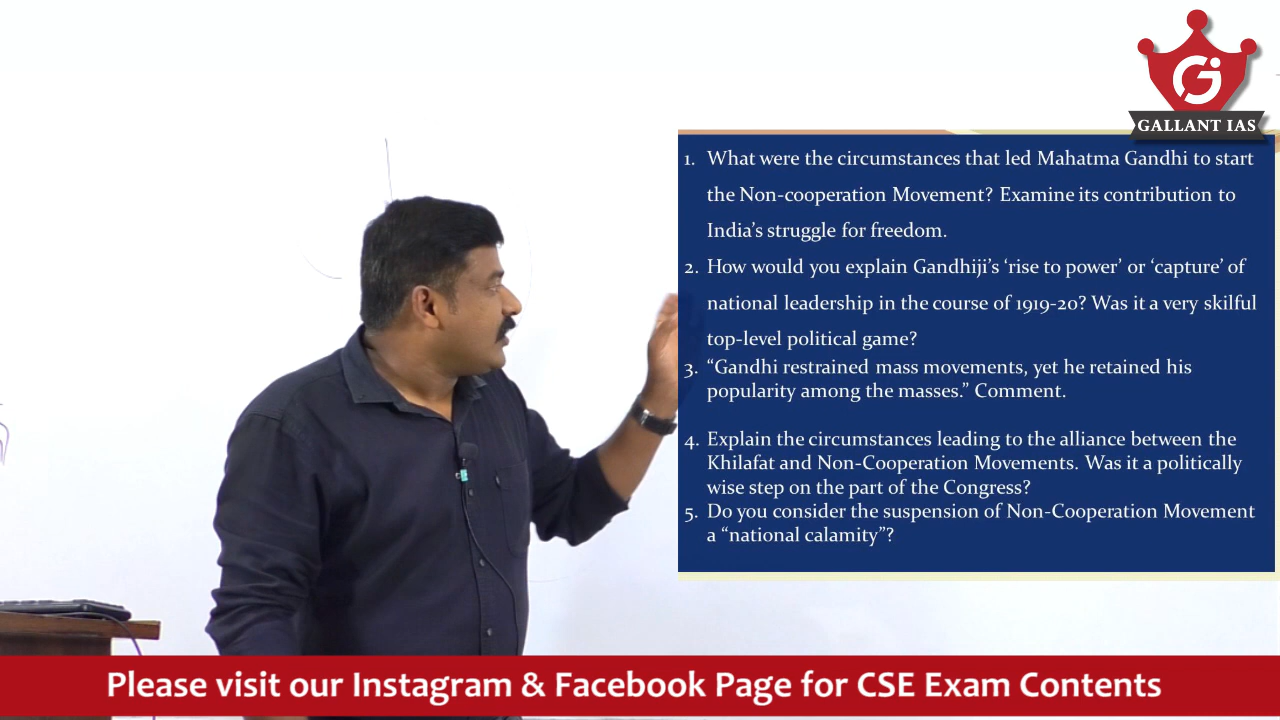 GALLANT IAS
1. What were the circumstances that led Mahatma Gandhi to start
the Non-cooperation Movement? Examine its contribution to
India's struggle for freedom.
2. How would you explain Gandhiji's ‘rise to power’ or ‘capture’ of
national leadership in the course of 1919-20? Was it a very skilful
top-level political game?
3. “Gandhi restrained mass movements, yet he retained his
popularity among the masses.” Comment.
4. Explain the circumstances leading to the alliance between the
Khilafat and Non-Cooperation Movements. Was it a politically
wise step on the part of the Congress?
5. Do you consider the suspension of Non-Cooperation Movement
a “national calamity”?
Please visit our Instagram & Facebook Page for CSE Exam Contents